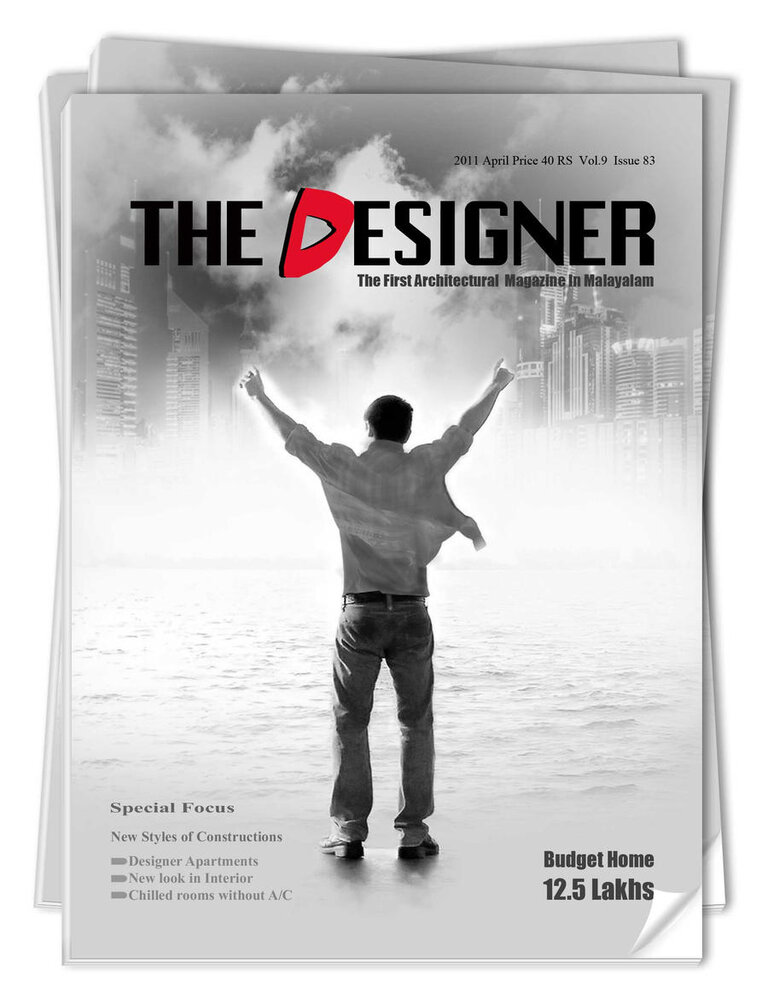 2011 April Price 40 RS Vol.9 Issue 83
THE DESIGNER
The First Architectural Magazine In Malayalam
Special Focus
New Styles of Constructions
Designer Apartments
New look in Interior
Chilled rooms without A/C
Budget Home
12.5 Lakhs